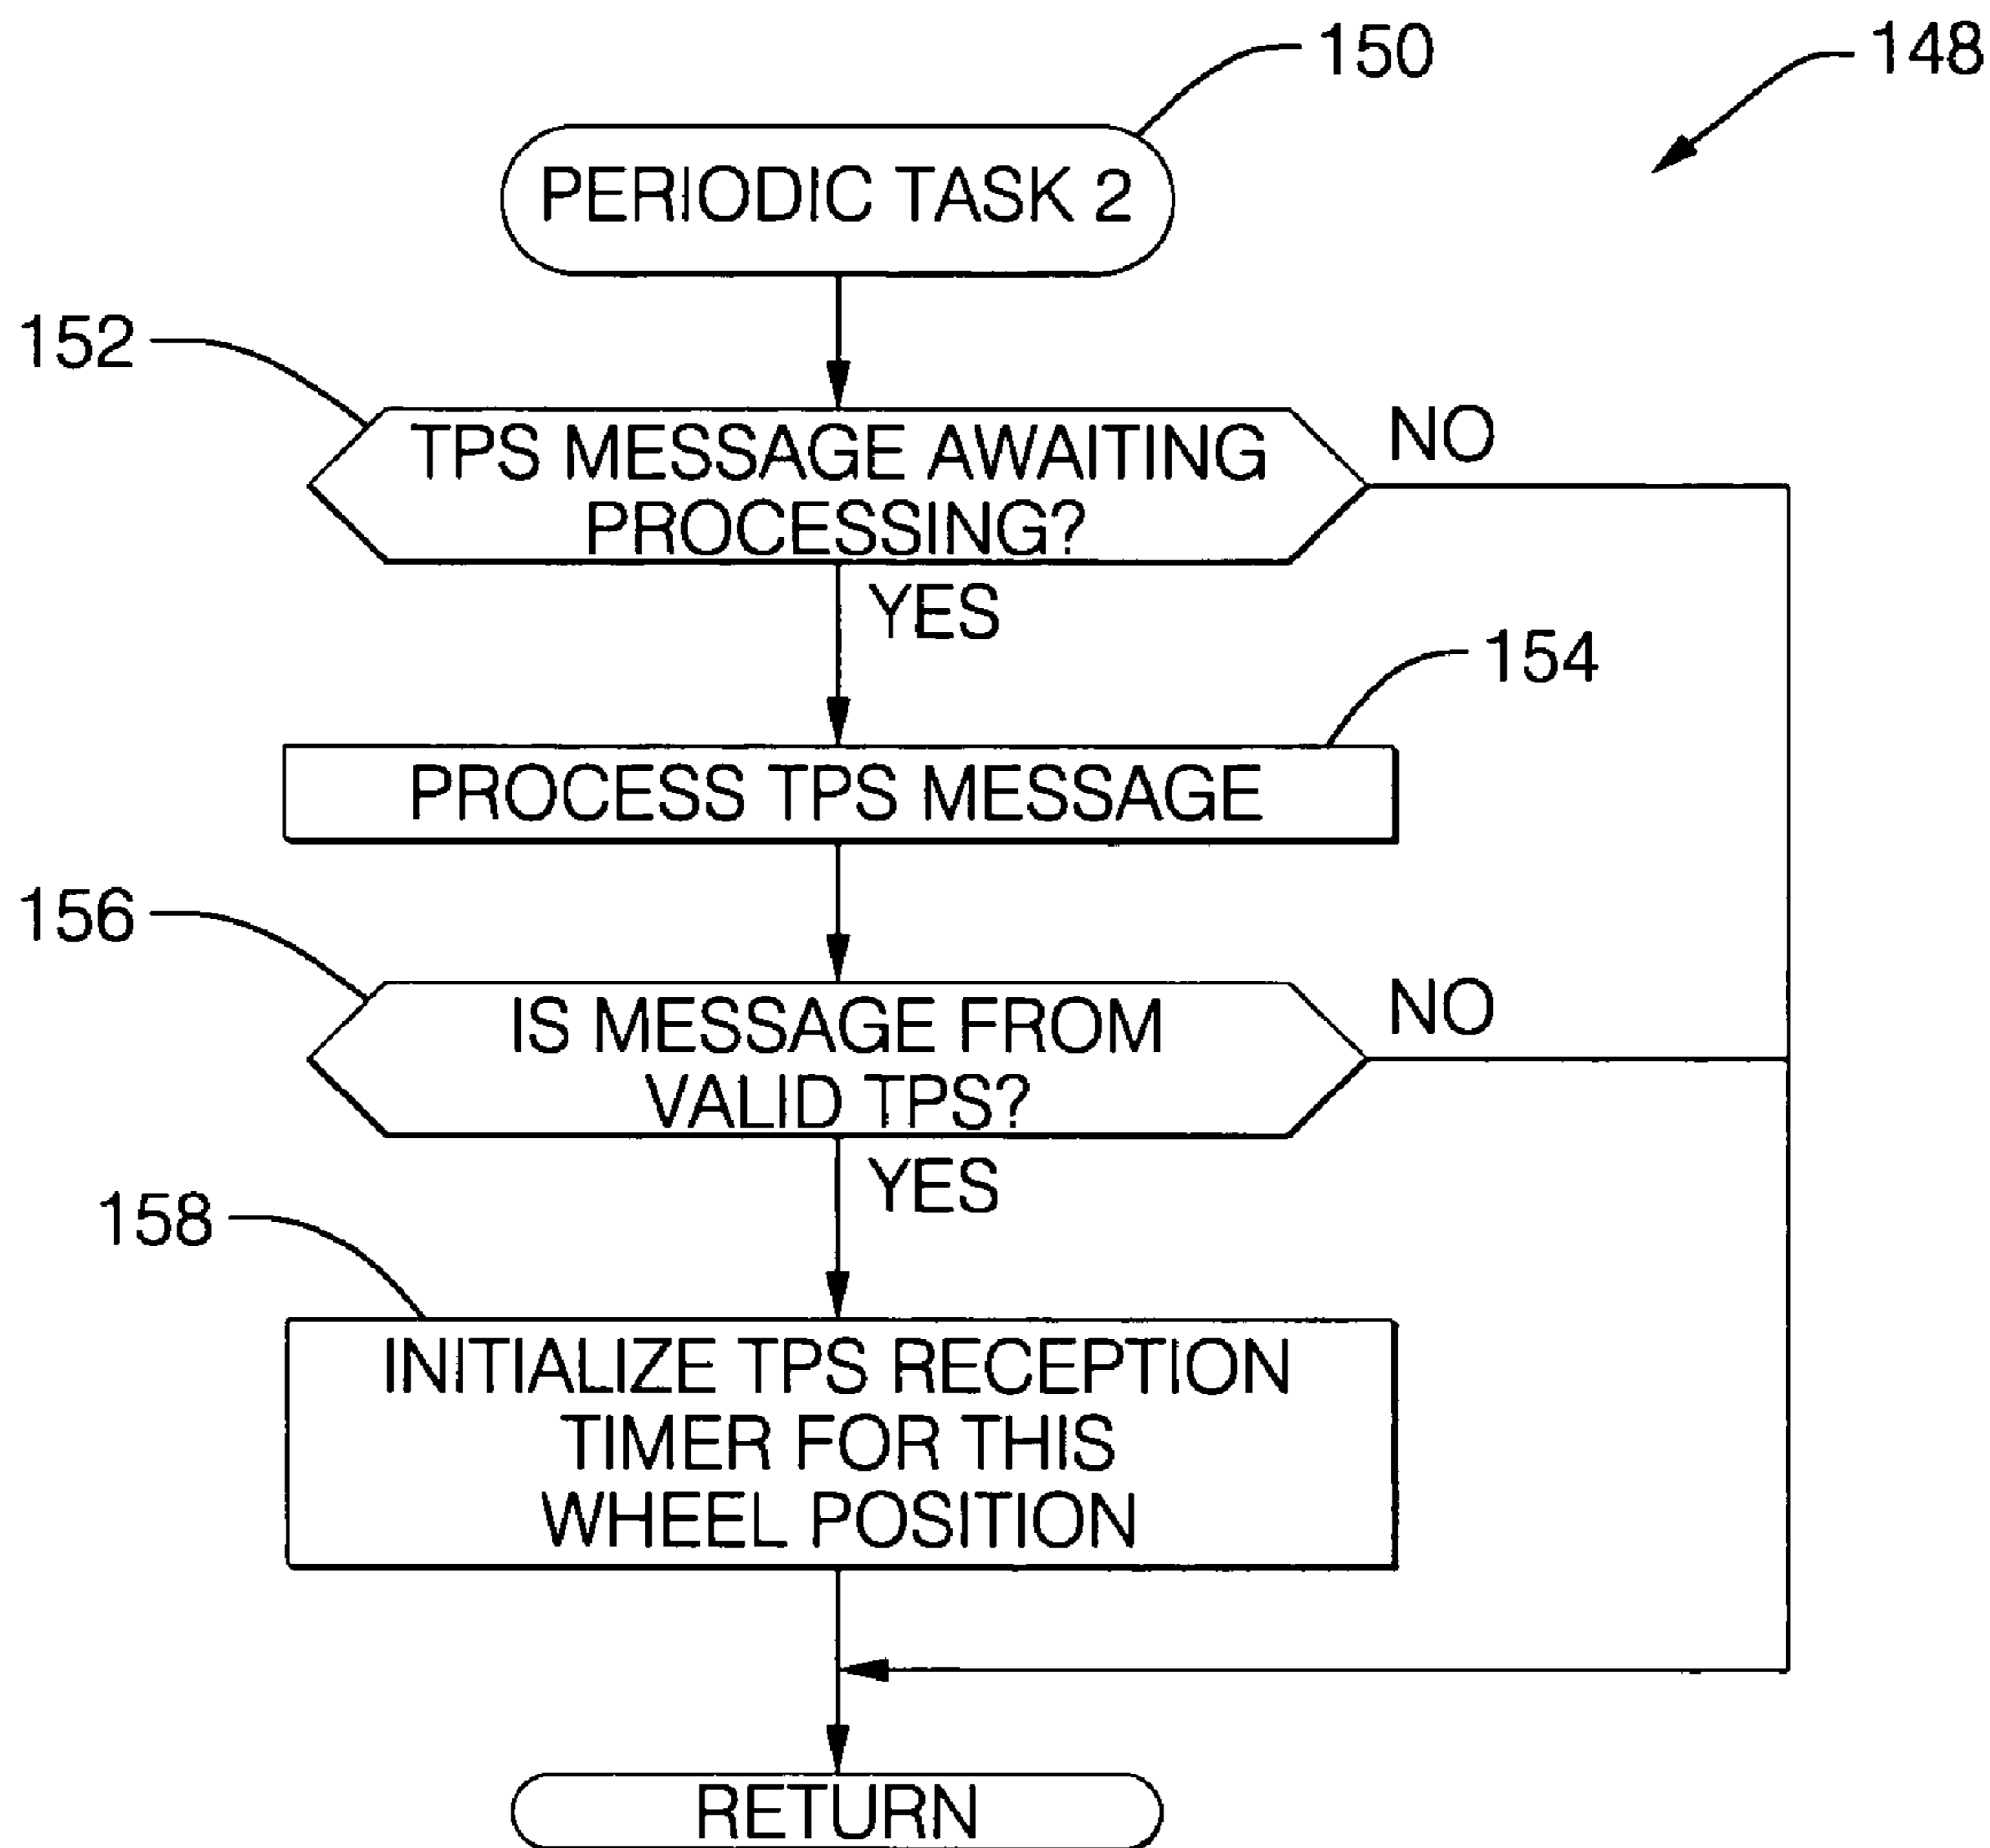 150
148
PERIODIC TASK 2
152
TPS MESSAGE AWAITING
PROCESSING?
NO
YES
154
PROCESS TPS MESSAGE
156
IS MESSAGE FROM
VALID TPS?
NO
YES
158
INITIALIZE TPS RECEPTION
TIMER FOR THIS
WHEEL POSITION
RETURN